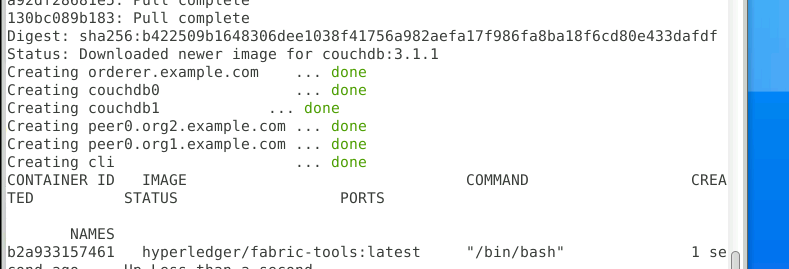 a92df28681e5: Pull complete
130bc089b183: Pull complete
Digest: sha256:b422509b1648306dee1038f41756a982aefa17f986fa8ba18f6cd80e433dafdf
Status: Downloaded newer image for couchdb:3.1.1
Creating orderer.example.com    ... done
Creating couchdb0               ... done
Creating couchdb1            ... done
Creating peer0.org2.example.com ... done
Creating peer0.org1.example.com ... done
Creating cli                    ... done
CONTAINER ID   IMAGE                               COMMAND                  CREA
TED          STATUS                  PORTS
       NAMES
b2a933157461   hyperledger/fabric-tools:latest     "/bin/bash"              1 se
cond ago     Up Less than a second